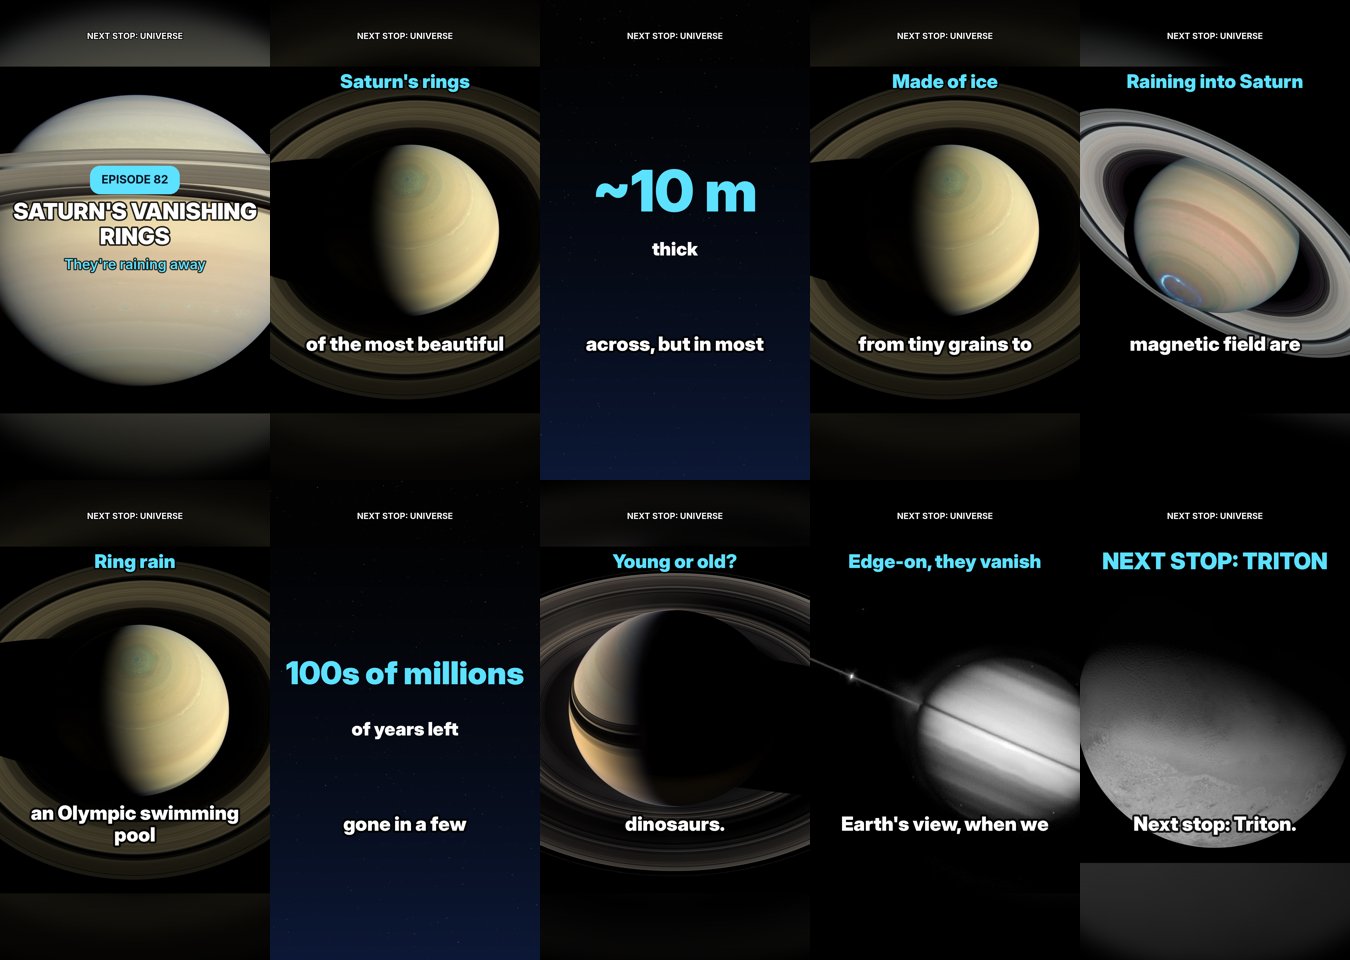 NEXT STOP: UNIVERSE
EPISODE 82
SATURN'S VANISHING
RINGS
They're raining away
NEXT STOP: UNIVERSE
Saturn's rings
of the most beautiful
NEXT STOP: UNIVERSE
~10 m
thick
across, but in most
NEXT STOP: UNIVERSE
Made of ice
from tiny grains to
NEXT STOP: UNIVERSE
Raining into Saturn
magnetic field are
NEXT STOP: UNIVERSE
Ring rain
an Olympic swimming
pool
NEXT STOP: UNIVERSE
100s of millions
of years left
gone in a few
NEXT STOP: UNIVERSE
Young or old?
dinosaurs.
NEXT STOP: UNIVERSE
Edge-on, they vanish
Earth's view, when we
NEXT STOP: UNIVERSE
NEXT STOP: TRITON
Next stop: Triton.